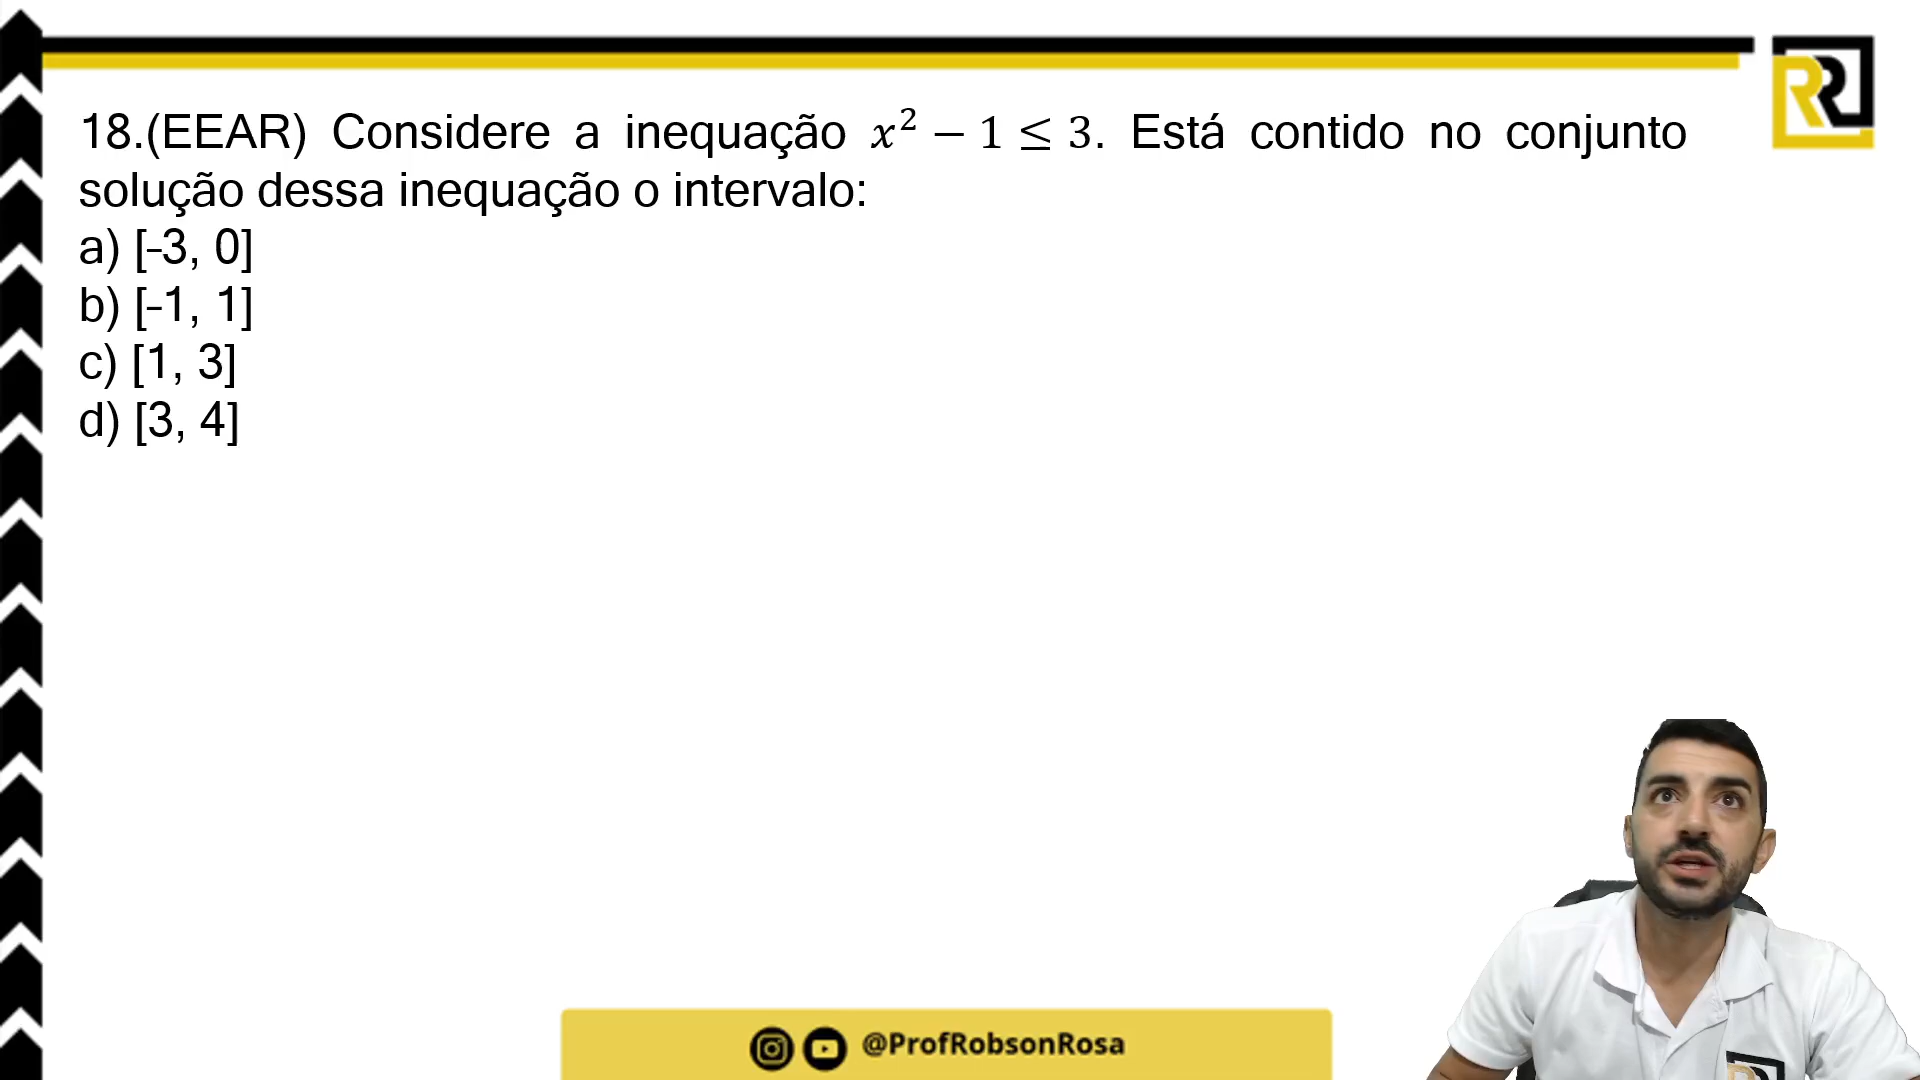 18.(EEAR) Considere a inequação x² − 1 ≤ 3. Está contido no conjunto
solução dessa inequação o intervalo:
a) [-3, 0]
b) [-1, 1]
c) [1, 3]
d) [3, 4]
RR
@ProfRobsonRosa